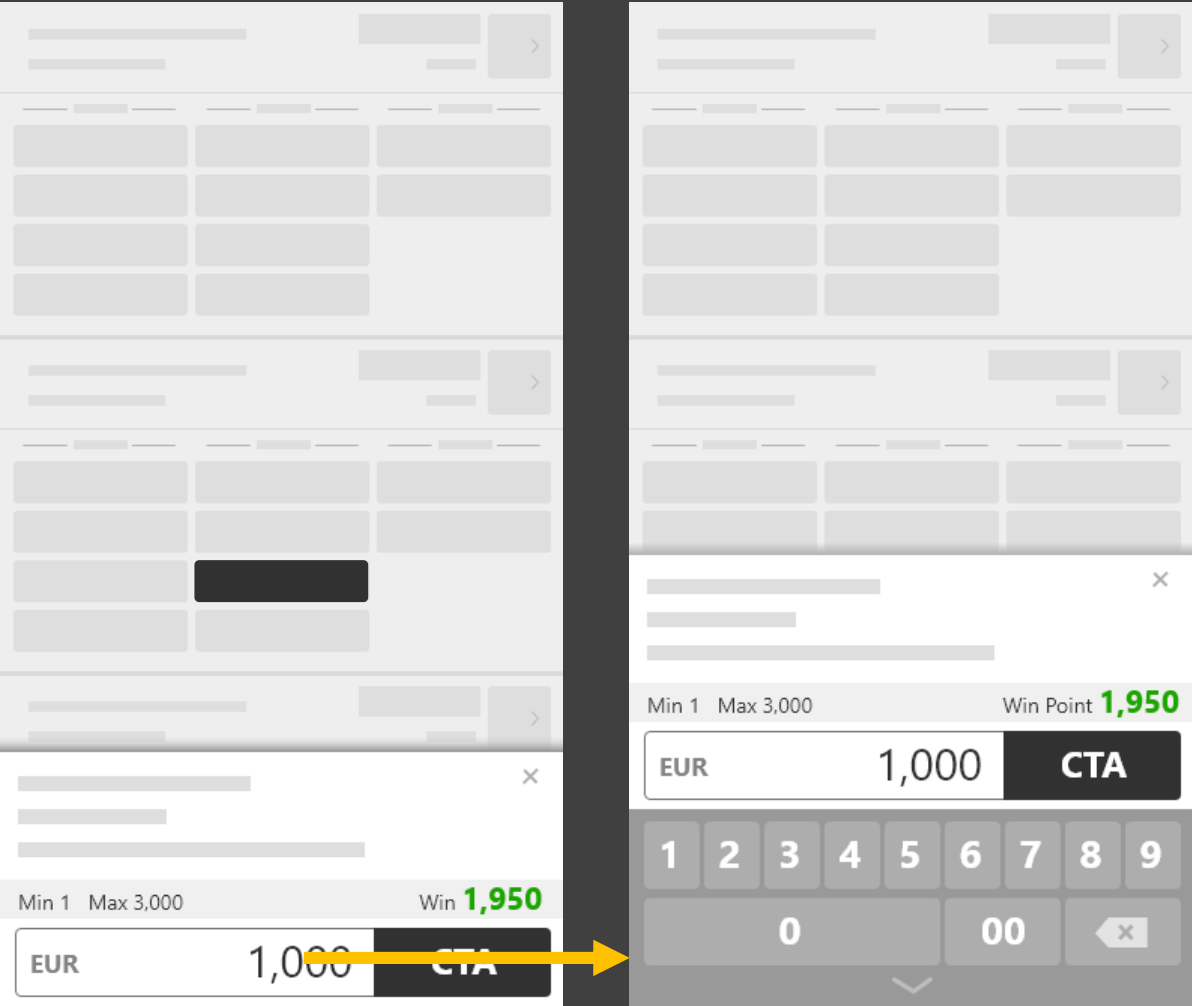 Min 1 Max 3,000 Win 1,950
EUR 1,000 CTA
Min 1 Max 3,000 Win Point 1,950
EUR 1,000 CTA
1 2 3 4 5 6 7 8 9
0 00